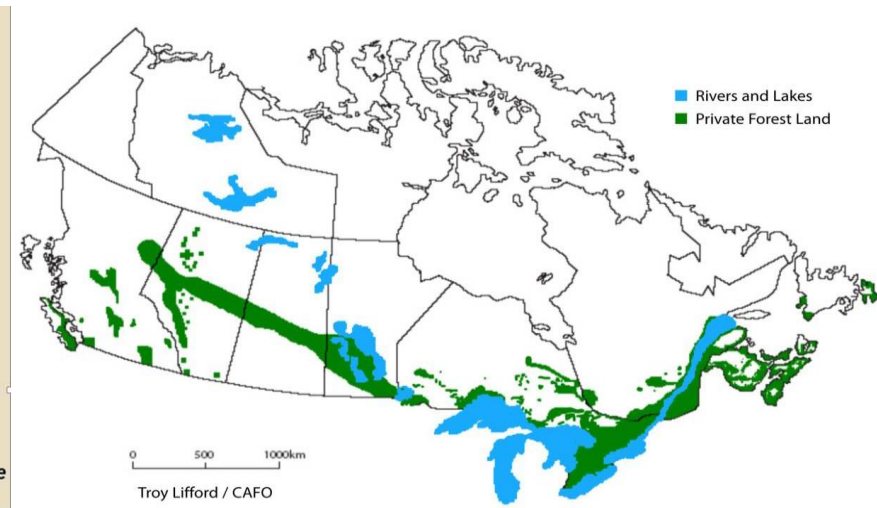 Rivers and Lakes
Private Forest Land
0 500 1000km
Troy Lifford / CAFO
e